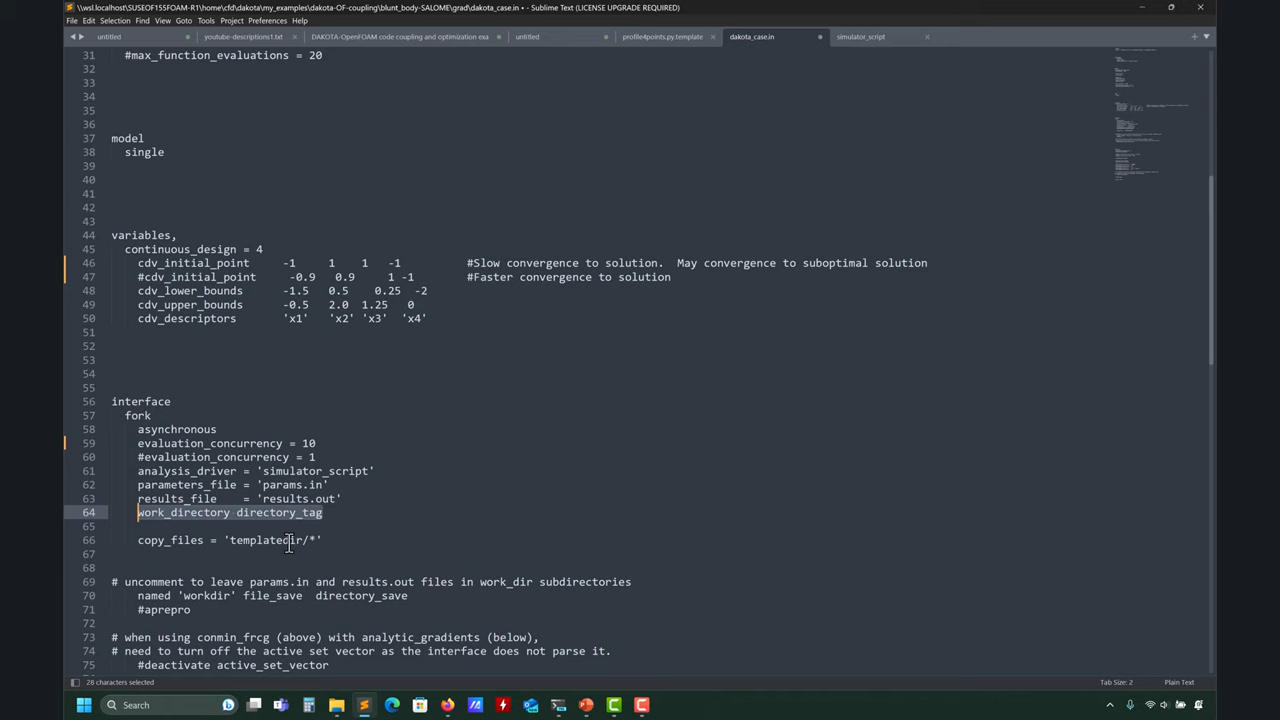 \\wsl.localhost\SUSEOF155FOAM-R1\home\cfd\dakota\my_examples\dakota-OF-coupling\blunt_body-SALOME\grad\dakota_case.in • - Sublime Text (LICENSE UPGRADE REQUIRED)
File Edit Selection Find View Goto Tools Project Preferences Help
untitled youtube-descriptions1.txt DAKOTA-OpenFOAM code coupling and optimization exa untitled profile4points.py.template dakota_case.in simulator_script
31 #max_function_evaluations = 20
32
33
34
35
36
37 model
38 single
39
40
41
42
43
44 variables,
45 continuous_design = 4
46 cdv_initial_point -1 1 1 -1 #Slow convergence to solution. May convergence to suboptimal solution
47 #cdv_initial_point -0.9 0.9 1 -1 #Faster convergence to solution
48 cdv_lower_bounds -1.5 0.5 0.25 -2
49 cdv_upper_bounds -0.5 2.0 1.25 0
50 cdv_descriptors 'x1' 'x2' 'x3' 'x4'
51
52
53
54
55
56 interface
57 fork
58 asynchronous
59 evaluation_concurrency = 10
60 #evaluation_concurrency = 1
61 analysis_driver = 'simulator_script'
62 parameters_file = 'params.in'
63 results_file = 'results.out'
64 work_directory directory_tag
65
66 copy_files = 'templatedir/*'
67
68
69 # uncomment to leave params.in and results.out files in work_dir subdirectories
70 named 'workdir' file_save directory_save
71 #aprepro
72
73 # when using conmin_frcg (above) with analytic_gradients (below),
74 # need to turn off the active set vector as the interface does not parse it.
75 #deactivate active_set_vector
28 characters selected Tab Size: 2 Plain Text
Search